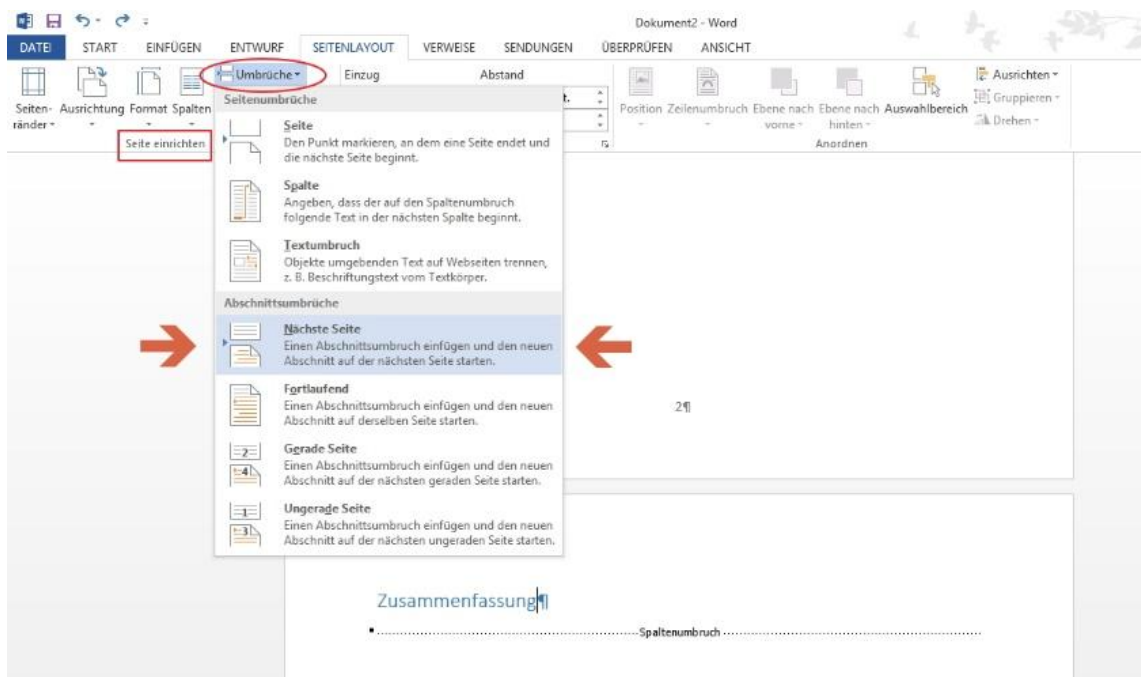 Dokument2 - Word
DATEI START EINFÜGEN ENTWURF SEITENLAYOUT VERWEISE SENDUNGEN ÜBERPRÜFEN ANSICHT
Umbrüche Einzug Abstand Ausrichten
Seiten- Ausrichtung Format Spalten t. Position Zeilenumbruch Ebene nach Ebene nach Auswahlbereich Gruppieren
ränder vorne hinten Drehen
Seite einrichten Anordnen
Seitenumbrüche
Seite
Den Punkt markieren, an dem eine Seite endet und
die nächste Seite beginnt.
Spalte
Angeben, dass der auf den Spaltenumbruch
folgende Text in der nächsten Spalte beginnt.
Textumbruch
Objekte umgebenden Text auf Webseiten trennen,
z. B. Beschriftungstext vom Textkörper.
Abschnittsumbrüche
Nächste Seite
Einen Abschnittsumbruch einfügen und den neuen
Abschnitt auf der nächsten Seite starten.
Fortlaufend
Einen Abschnittsumbruch einfügen und den neuen
Abschnitt auf derselben Seite starten.
2¶
Gerade Seite
Einen Abschnittsumbruch einfügen und den neuen
Abschnitt auf der nächsten geraden Seite starten.
Ungerade Seite
Einen Abschnittsumbruch einfügen und den neuen
Abschnitt auf der nächsten ungeraden Seite starten.
Zusammenfassung¶
Spaltenumbruch